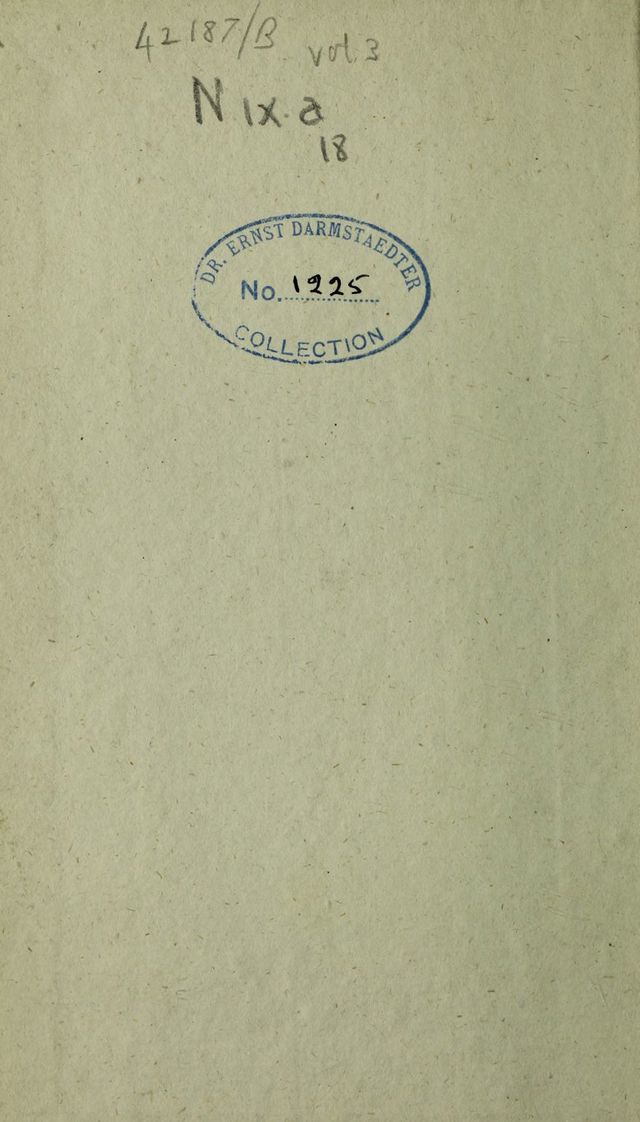 42187/B vol 3
N IX. a
18
DR. ERNST DARMSTAEDTER
No. 1225
COLLECTION